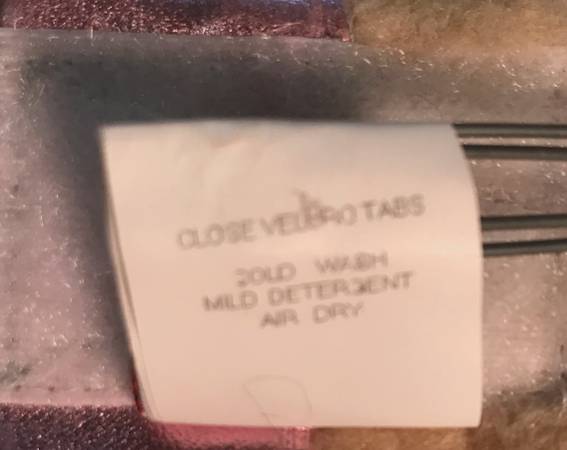 CLOSE VELCRO TABS
COLD WASH
MILD DETERGENT
AIR DRY